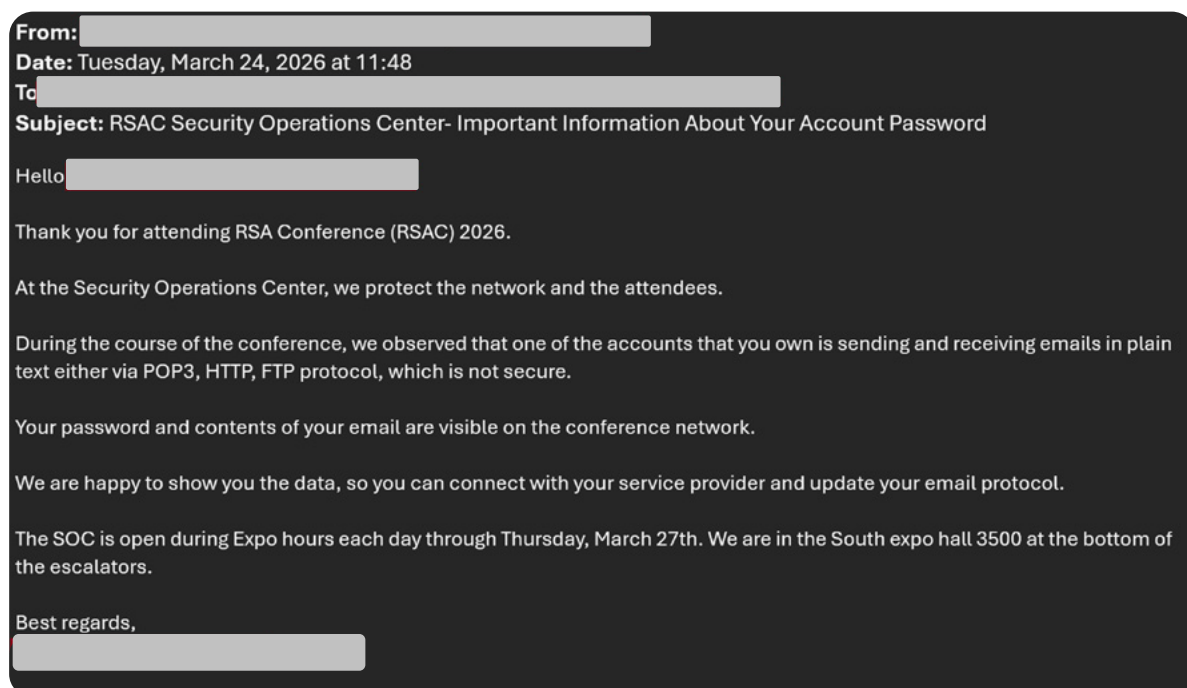 From:
Date: Tuesday, March 24, 2026 at 11:48
To
Subject: RSAC Security Operations Center- Important Information About Your Account Password
Hello
Thank you for attending RSA Conference (RSAC) 2026.
At the Security Operations Center, we protect the network and the attendees.
During the course of the conference, we observed that one of the accounts that you own is sending and receiving emails in plain
text either via POP3, HTTP, FTP protocol, which is not secure.
Your password and contents of your email are visible on the conference network.
We are happy to show you the data, so you can connect with your service provider and update your email protocol.
The SOC is open during Expo hours each day through Thursday, March 27th. We are in the South expo hall 3500 at the bottom of
the escalators.
Best regards,